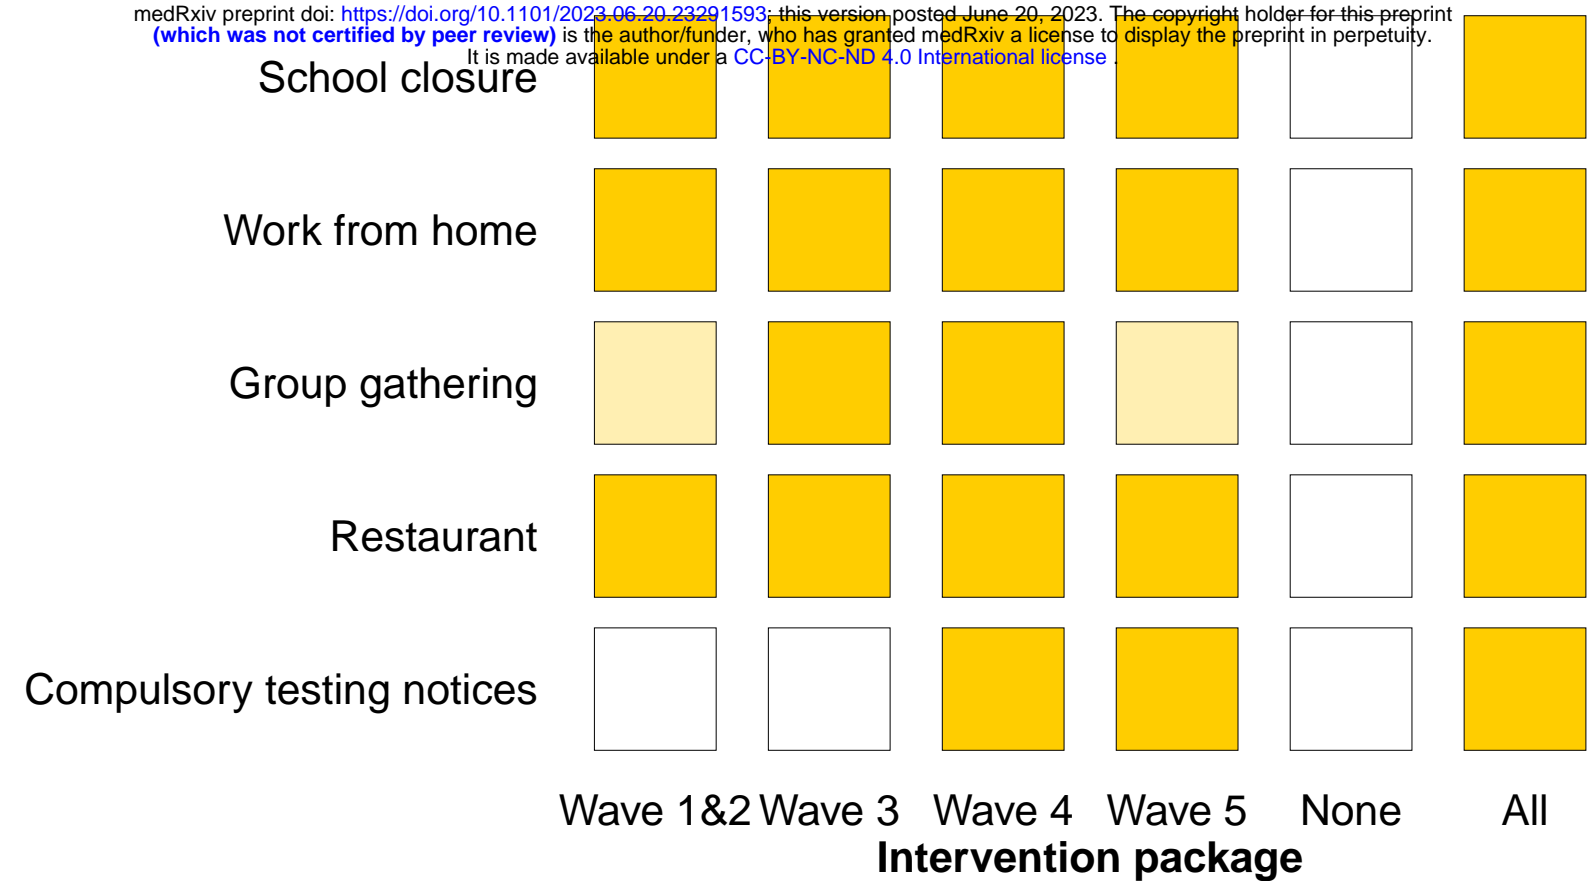 medRxiv preprint doi: https://doi.org/10.1101/2023.06.20.23291593; this version posted June 20, 2023. The copyright holder for this preprint
(which was not certified by peer review) is the author/funder, who has granted medRxiv a license to display the preprint in perpetuity.
It is made available under a CC-BY-NC-ND 4.0 International license .
School closure
Work from home
Group gathering
Restaurant
Compulsory testing notices
Wave 1&2 Wave 3 Wave 4 Wave 5 None All
Intervention package